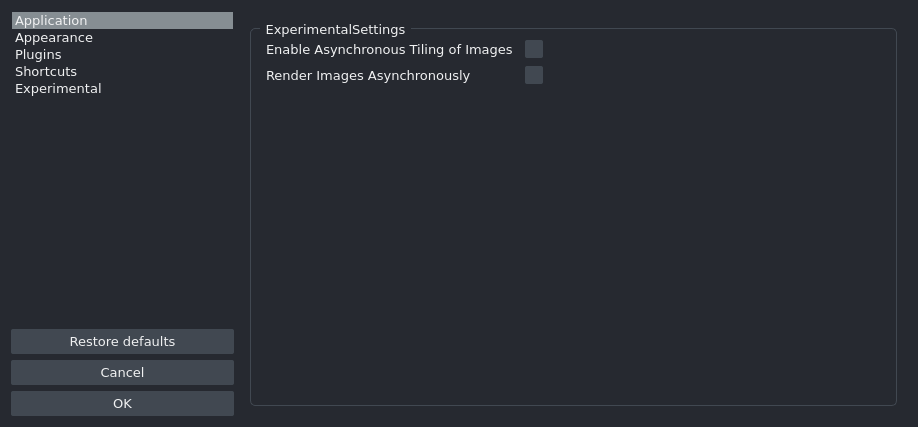 Application
Appearance
Plugins
Shortcuts
Experimental
Restore defaults
Cancel
OK
ExperimentalSettings
Enable Asynchronous Tiling of Images
Render Images Asynchronously